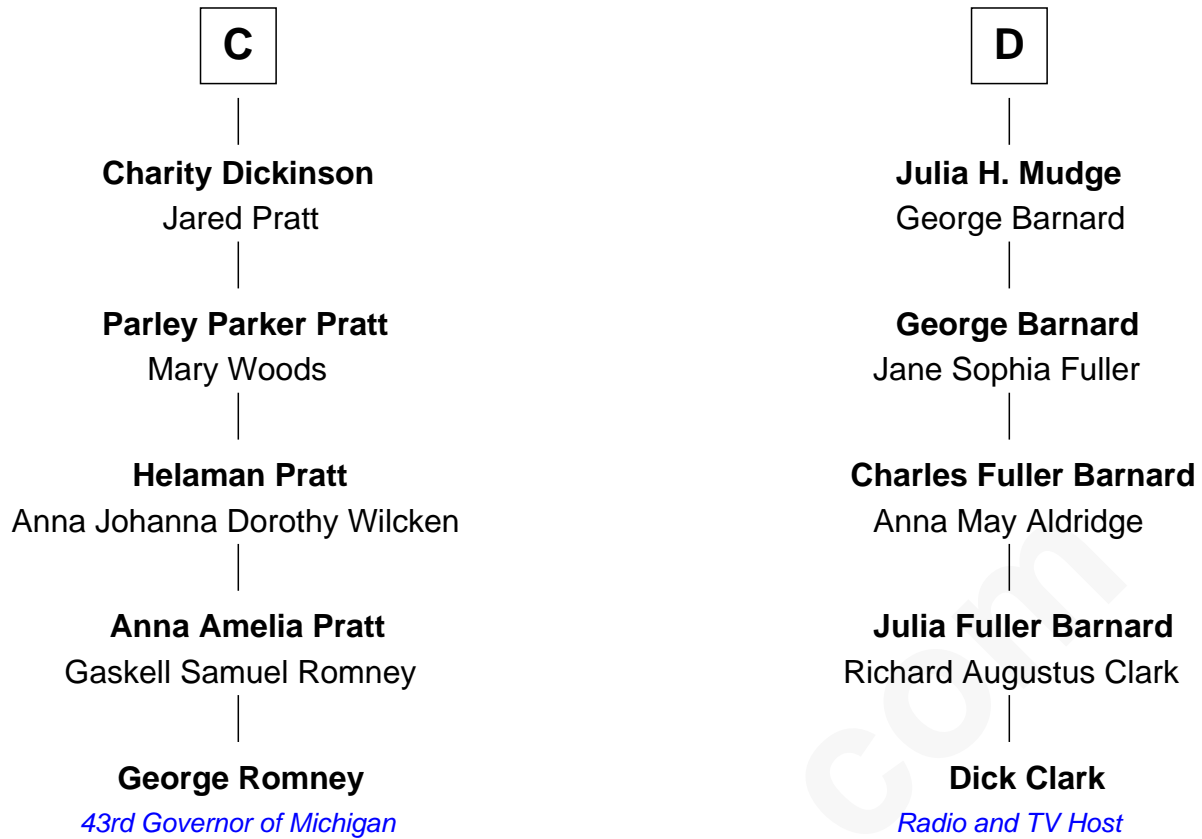 C
Charity Dickinson
Jared Pratt
Parley Parker Pratt
Mary Woods
Helaman Pratt
Anna Johanna Dorothy Wilcken
Anna Amelia Pratt
Gaskell Samuel Romney
George Romney
43rd Governor of Michigan
D
Julia H. Mudge
George Barnard
George Barnard
Jane Sophia Fuller
Charles Fuller Barnard
Anna May Aldridge
Julia Fuller Barnard
Richard Augustus Clark
Dick Clark
Radio and TV Host
com